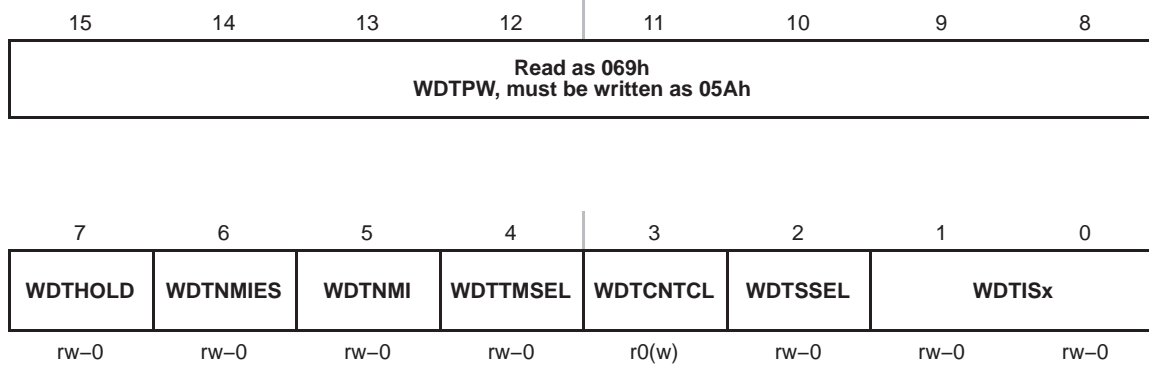 15 14 13 12 11 10 9 8
Read as 069h
WDTPW, must be written as 05Ah
7 6 5 4 3 2 1 0
WDTHOLD WDTNMIES WDTNMI WDTTMSEL WDTCNTCL WDTSSEL WDTISx
rw−0 rw−0 rw−0 rw−0 r0(w) rw−0 rw−0 rw−0